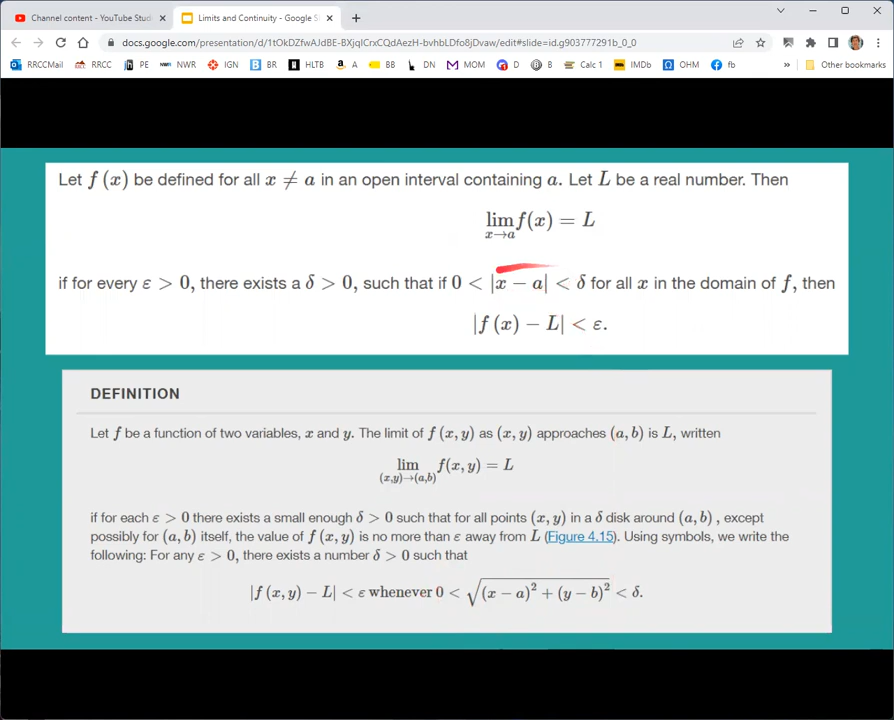 Channel content - YouTube Stud
Limits and Continuity - Google S
docs.google.com/presentation/d/1tOkDZfwAJdBE-BXjqICrxCQdAezH-bvhbLDfo8jDvaw/edit#slide=id.g903777291b_0_0
RRCCMail RRCC PE NWR NWR IGN BJ BR HLTB A BL BB DN MOM D B Calc 1 IMDb OHM fb » Other bookmarks
Let f (x) be defined for all x ≠ a in an open interval containing a. Let L be a real number. Then
lim x→a f(x) = L
if for every ε > 0, there exists a δ > 0, such that if 0 < |x − a| < δ for all x in the domain of f, then
|f (x) − L| < ε.
DEFINITION
Let f be a function of two variables, x and y. The limit of f (x, y) as (x, y) approaches (a, b) is L, written
lim (x,y)→(a,b) f(x, y) = L
if for each ε > 0 there exists a small enough δ > 0 such that for all points (x, y) in a δ disk around (a, b) , except
possibly for (a, b) itself, the value of f (x, y) is no more than ε away from L (Figure 4.15). Using symbols, we write the
following: For any ε > 0, there exists a number δ > 0 such that
|f (x, y) − L| < ε whenever 0 < √(x − a)² + (y − b)² < δ.